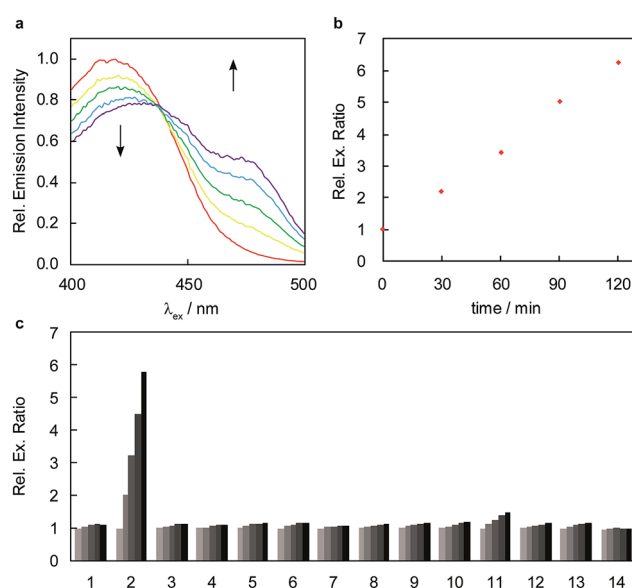 a
1.0
0.8
0.6
0.4
0.2
0.0
Rel. Emission Intensity
400 450 500
λex / nm
b
7
6
5
4
3
2
1
0
Rel. Ex. Ratio
0 30 60 90 120
time / min
c
7
6
5
4
3
2
1
0
Rel. Ex. Ratio
1 2 3 4 5 6 7 8 9 10 11 12 13 14